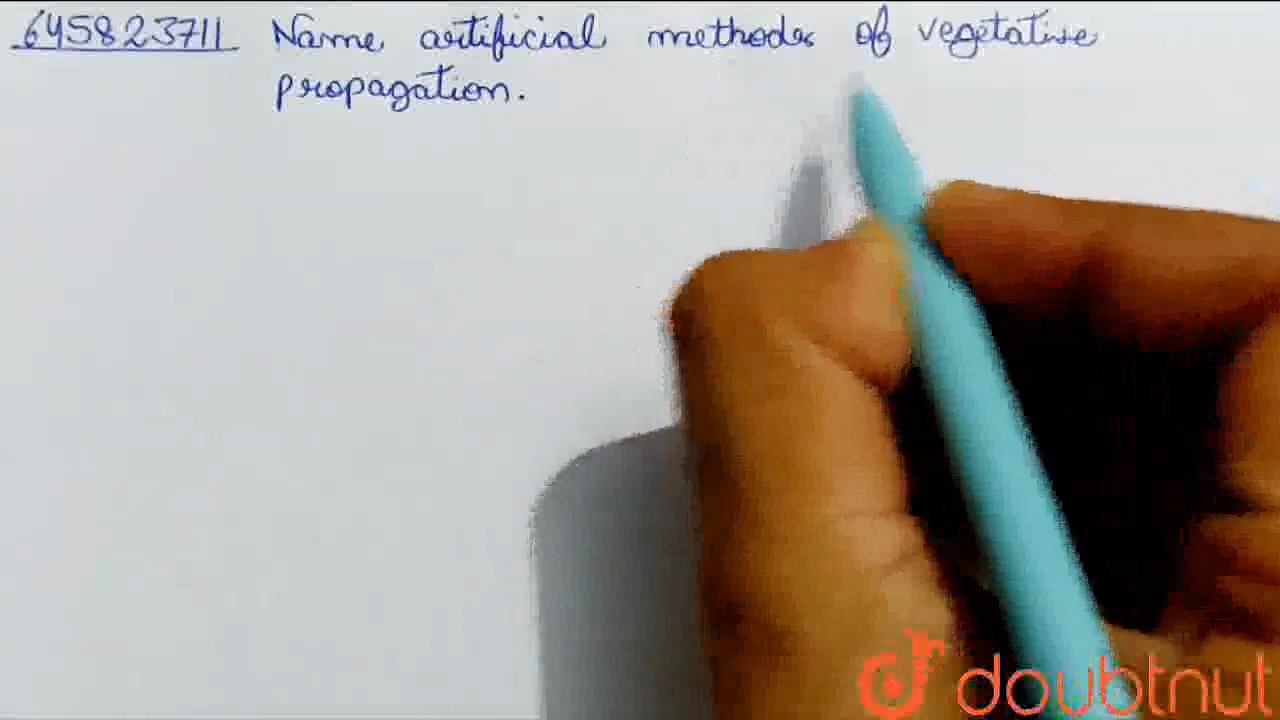 645823711 Name artificial methods of vegetative
propagation.
doubtnut